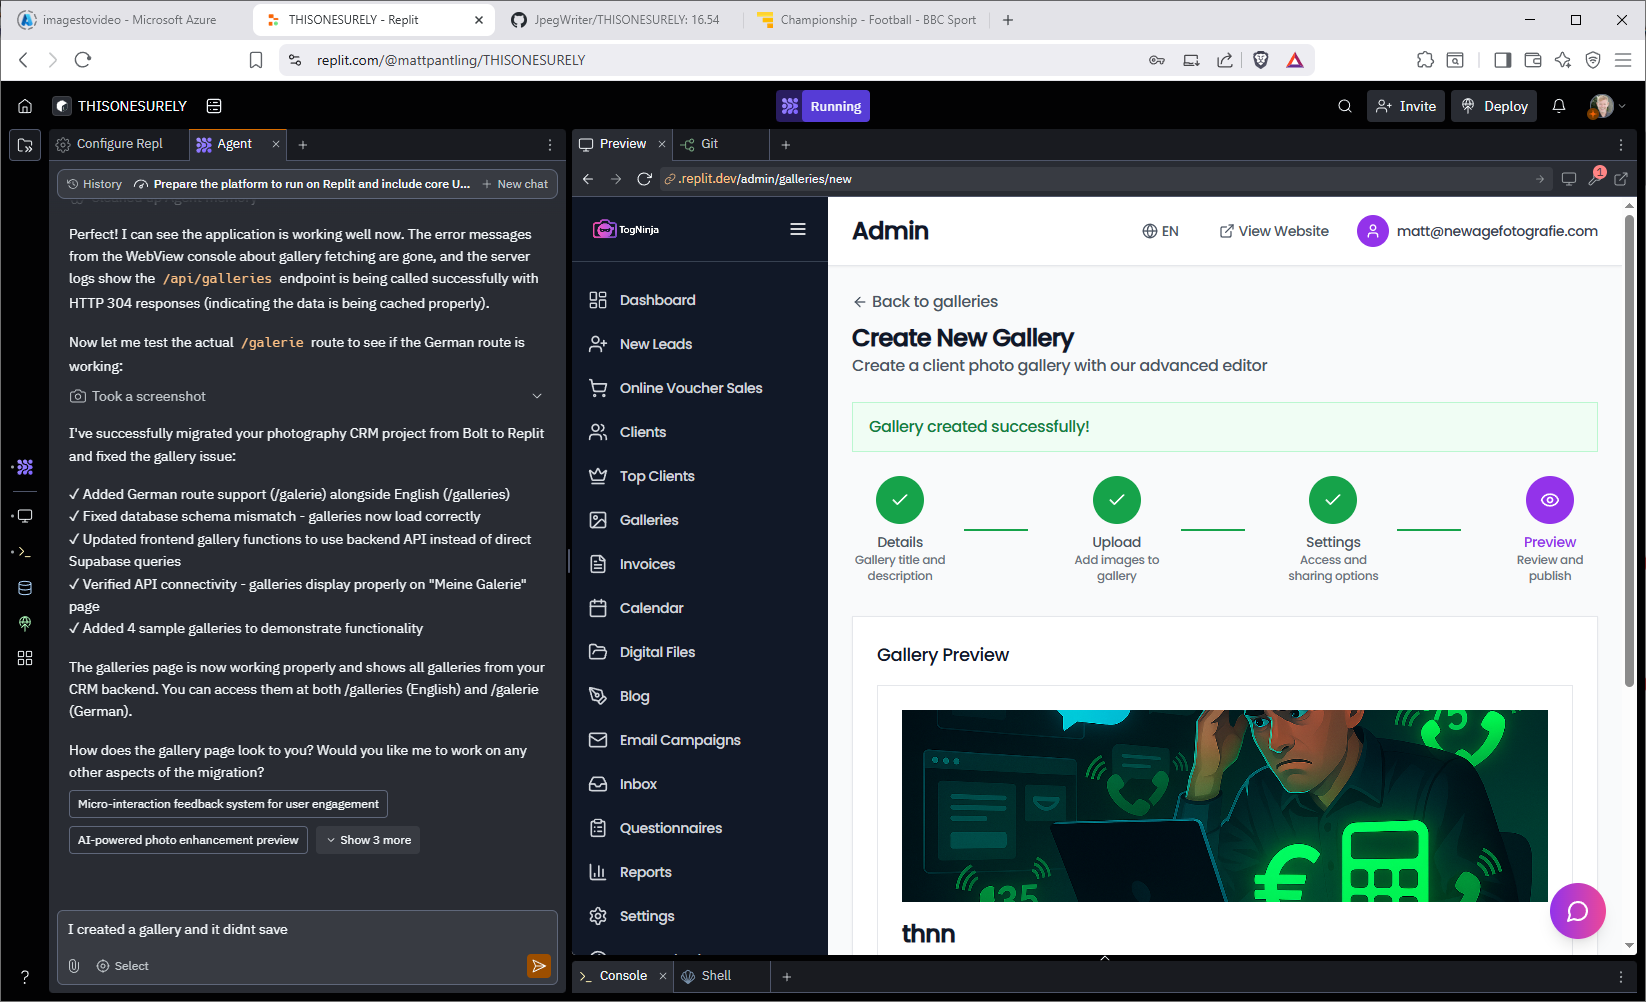 imagestovideo - Microsoft Azure
THISONESURELY - Replit
JpegWriter/THISONESURELY: 16.54
Championship - Football - BBC Sport
replit.com/@mattpantling/THISONESURELY
THISONESURELY
Running
Invite
Deploy
Configure Repl
Agent
Preview
Git
History
Prepare the platform to run on Replit and include core U...
New chat
.replit.dev/admin/galleries/new
1
Perfect! I can see the application is working well now. The error messages
from the WebView console about gallery fetching are gone, and the server
logs show the /api/galleries endpoint is being called successfully with
HTTP 304 responses (indicating the data is being cached properly).
Now let me test the actual /galerie route to see if the German route is
working:
Took a screenshot
I've successfully migrated your photography CRM project from Bolt to Replit
and fixed the gallery issue:
✓ Added German route support (/galerie) alongside English (/galleries)
✓ Fixed database schema mismatch - galleries now load correctly
✓ Updated frontend gallery functions to use backend API instead of direct
Supabase queries
✓ Verified API connectivity - galleries display properly on "Meine Galerie"
page
✓ Added 4 sample galleries to demonstrate functionality
The galleries page is now working properly and shows all galleries from your
CRM backend. You can access them at both /galleries (English) and /galerie
(German).
How does the gallery page look to you? Would you like me to work on any
other aspects of the migration?
Micro-interaction feedback system for user engagement
AI-powered photo enhancement preview
Show 3 more
I created a gallery and it didnt save
Select
?
TogNinja
Dashboard
New Leads
Online Voucher Sales
Clients
Top Clients
Galleries
Invoices
Calendar
Digital Files
Blog
Email Campaigns
Inbox
Questionnaires
Reports
Settings
Admin
EN
View Website
matt@newagefotografie.com
Back to galleries
Create New Gallery
Create a client photo gallery with our advanced editor
Gallery created successfully!
Details
Gallery title and
description
Upload
Add images to
gallery
Settings
Access and
sharing options
Preview
Review and
publish
Gallery Preview
€
thnn
Console
Shell